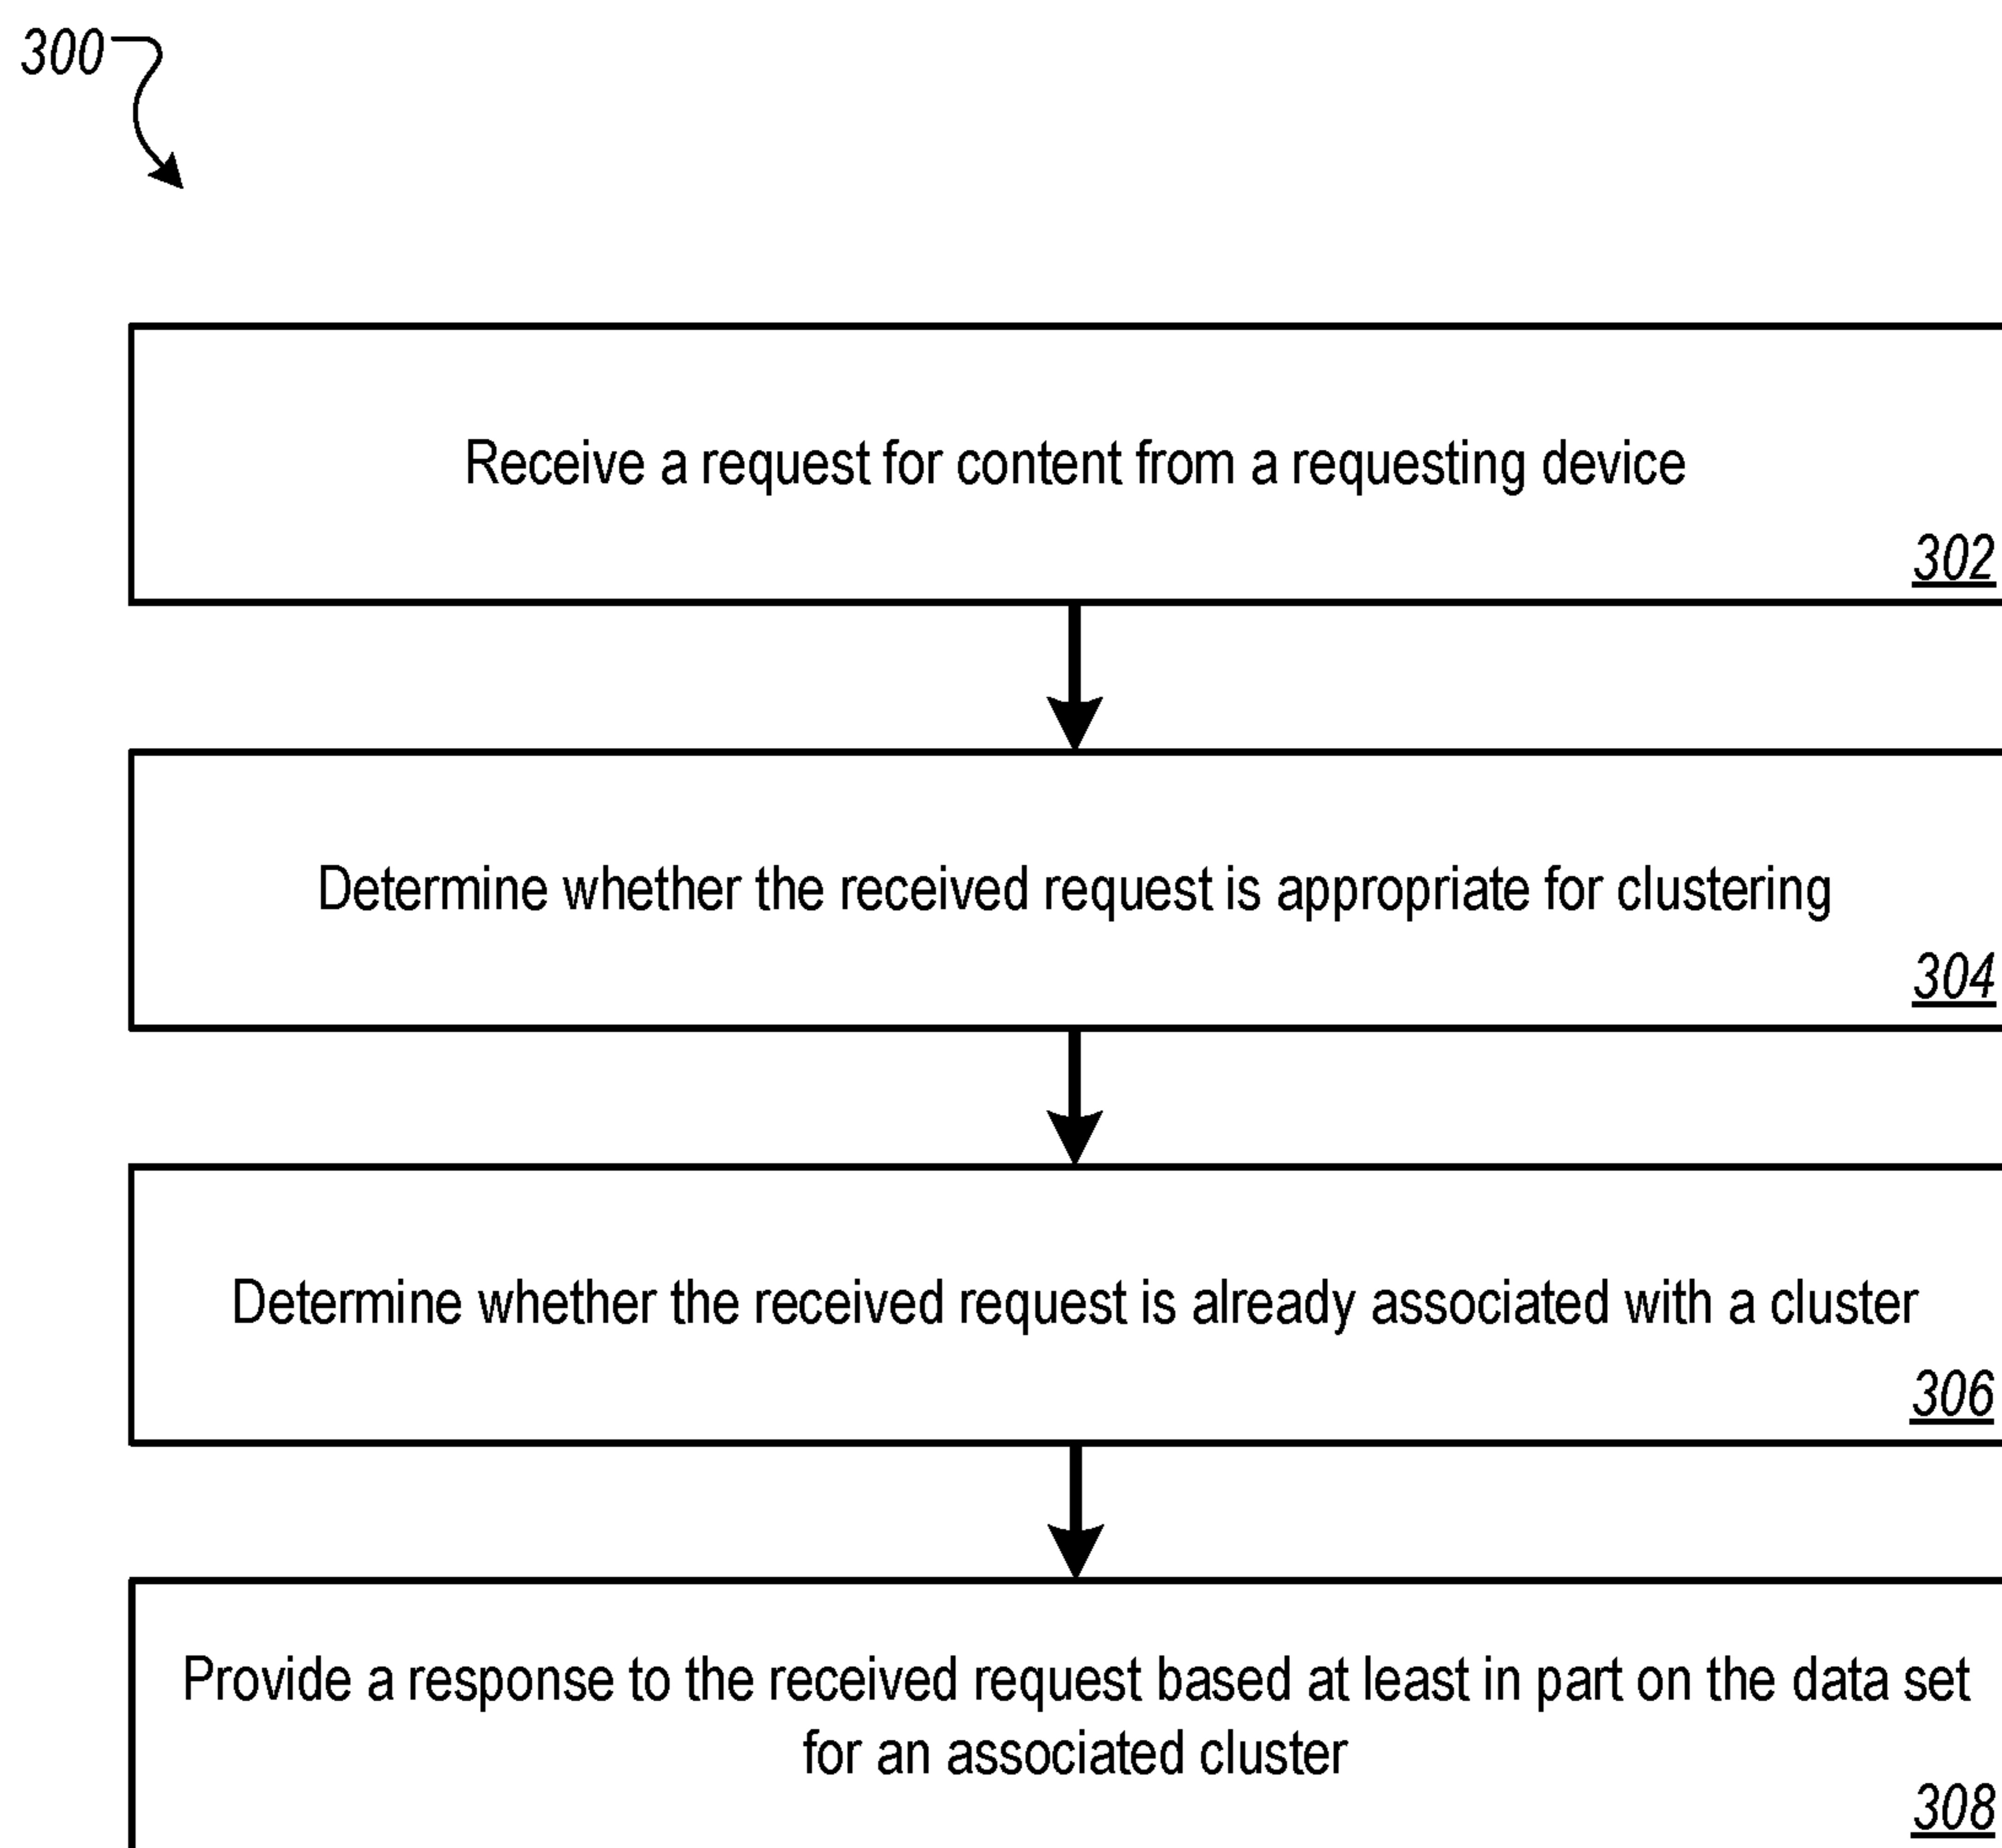 300
Receive a request for content from a requesting device
302
Determine whether the received request is appropriate for clustering
304
Determine whether the received request is already associated with a cluster
306
Provide a response to the received request based at least in part on the data set
for an associated cluster
308